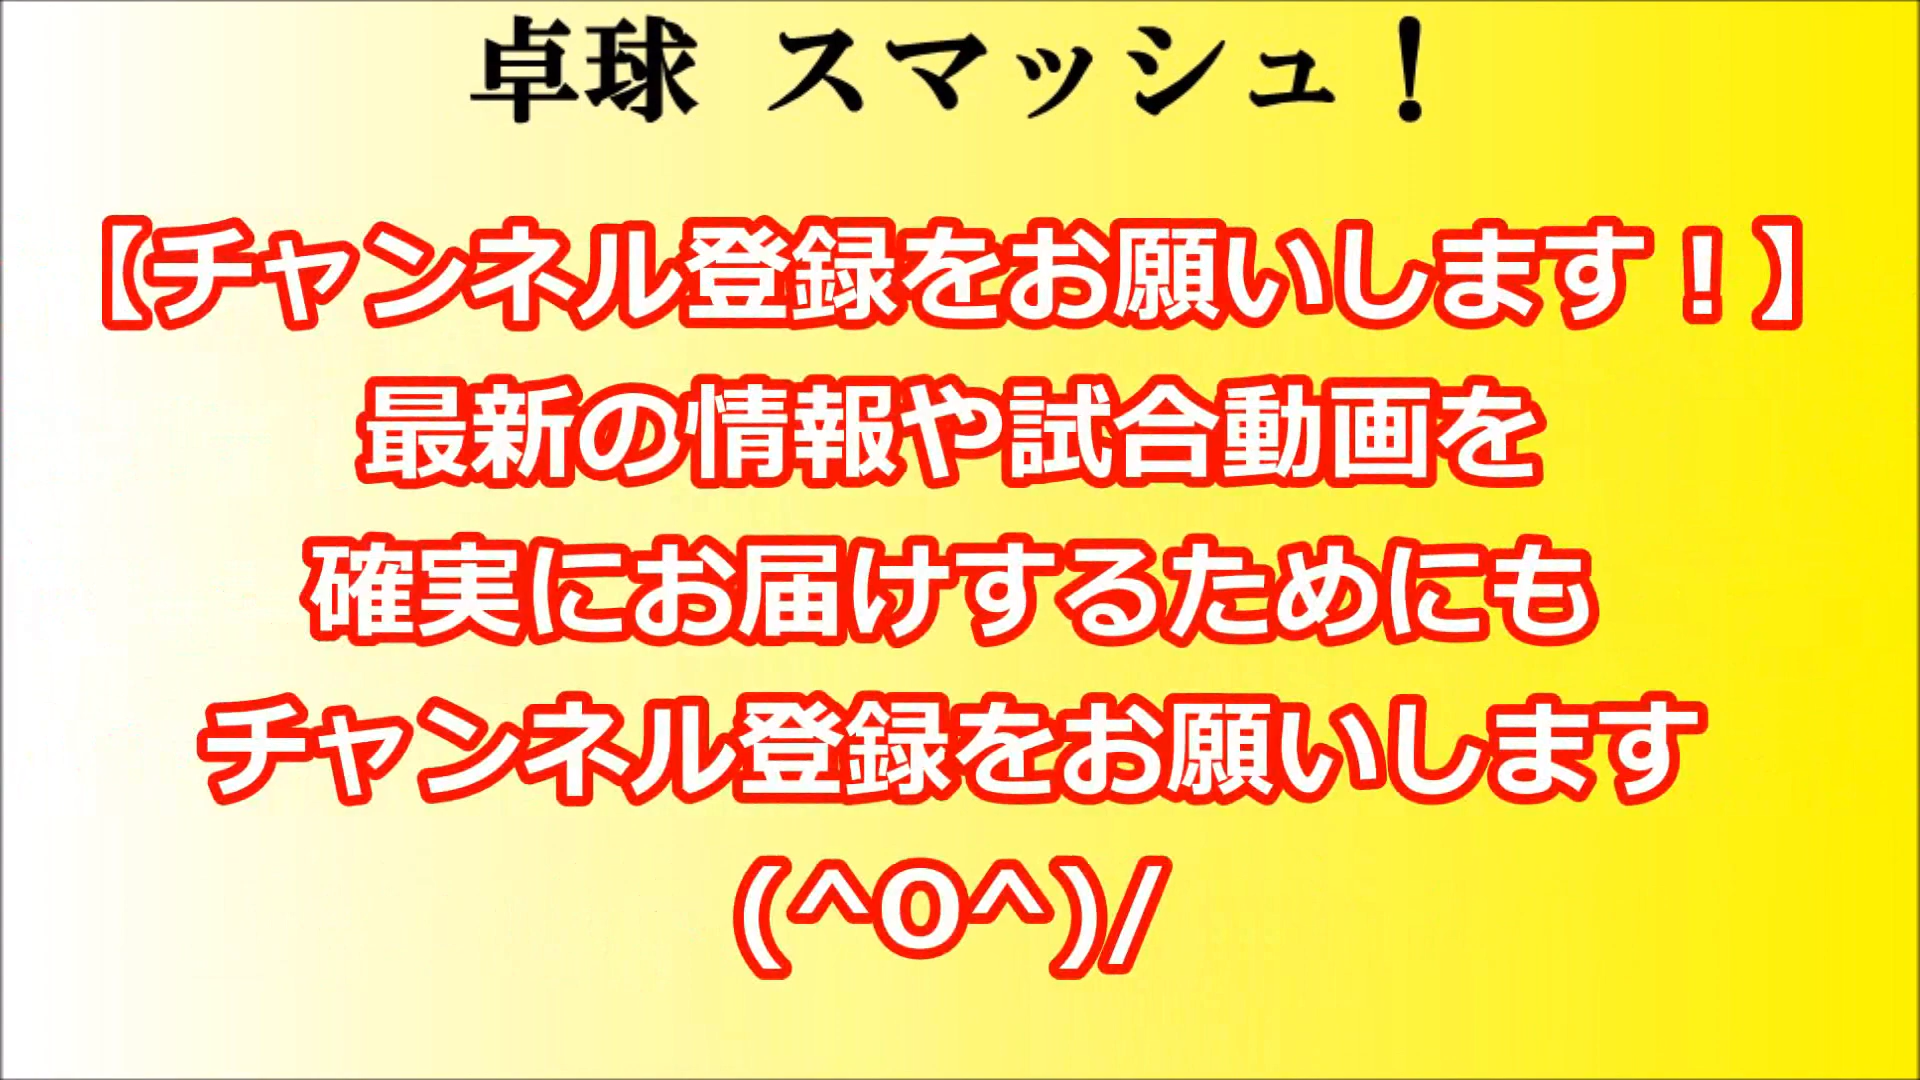 卓球 スマッシュ！
【チャンネル登録をお願いします！】
最新の情報や試合動画を
確実にお届けするためにも
チャンネル登録をお願いします
(^O^)/